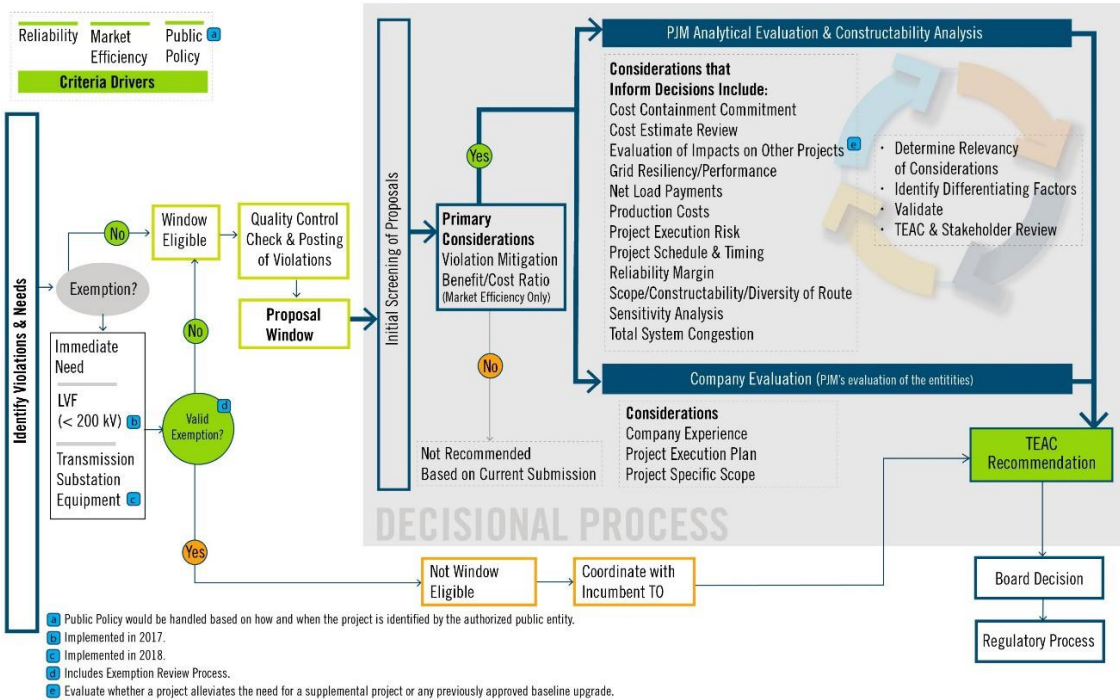 Reliability
Market
Efficiency
Public
Policy
a
Criteria Drivers
Identify Violations & Needs
No
Exemption?
Immediate
Need
LVF
(< 200 kV) b
Transmission
Substation
Equipment c
Window
Eligible
No
d
Valid
Exemption?
Yes
Quality Control
Check & Posting
of Violations
Proposal
Window
Initial Screening of Proposals
Yes
Primary
Considerations
Violation Mitigation
Benefit/Cost Ratio
(Market Efficiency Only)
No
Not Recommended
Based on Current Submission
PJM Analytical Evaluation & Constructability Analysis
Considerations that
Inform Decisions Include:
Cost Containment Commitment
Cost Estimate Review
Evaluation of Impacts on Other Projects e
Grid Resiliency/Performance
Net Load Payments
Production Costs
Project Execution Risk
Project Schedule & Timing
Reliability Margin
Scope/Constructability/Diversity of Route
Sensitivity Analysis
Total System Congestion
· Determine Relevancy
of Considerations
· Identify Differentiating Factors
· Validate
· TEAC & Stakeholder Review
Company Evaluation (PJM's evaluation of the entitities)
Considerations
Company Experience
Project Execution Plan
Project Specific Scope
DECISIONAL PROCESS
TEAC
Recommendation
Not Window
Eligible
Coordinate with
Incumbent TO
Board Decision
Regulatory Process
a Public Policy would be handled based on how and when the project is identified by the authorized public entity.
b Implemented in 2017.
c Implemented in 2018.
d Includes Exemption Review Process.
e Evaluate whether a project alleviates the need for a supplemental project or any previously approved baseline upgrade.